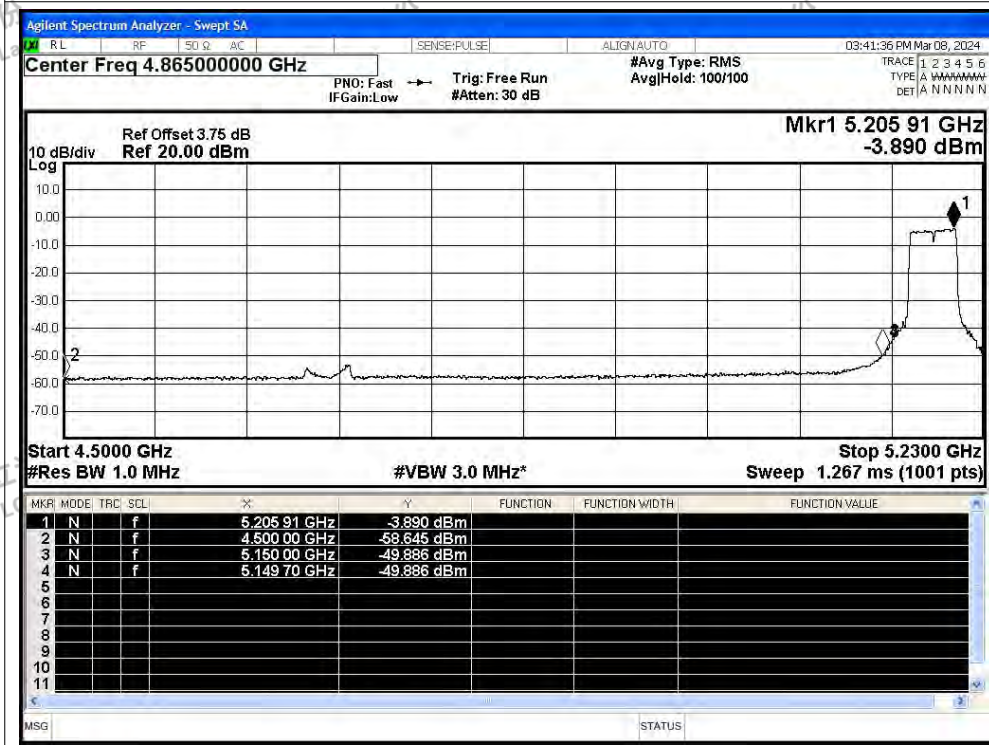 Agilent Spectrum Analyzer - Swept SA
RL RF 50 Ω AC SENSE:PULSE ALIGN AUTO 03:41:36 PM Mar 08, 2024
Center Freq 4.865000000 GHz #Avg Type: RMS TRACE 1 2 3 4 5 6
PNO: Fast Trig: Free Run Avg|Hold: 100/100 TYPE A WWWWW
IFGain:Low #Atten: 30 dB DET A N N N N N
Mkr1 5.205 91 GHz
Ref Offset 3.75 dB
10 dB/div Ref 20.00 dBm -3.890 dBm
Log
10.0
1
0.00
-10.0
-20.0
-30.0
-40.0
3
-50.0
2
-60.0
-70.0
Start 4.5000 GHz Stop 5.2300 GHz
#Res BW 1.0 MHz #VBW 3.0 MHz* Sweep 1.267 ms (1001 pts)
MKR MODE TRC SCL X Y FUNCTION FUNCTION WIDTH FUNCTION VALUE
1 N f 5.205 91 GHz -3.890 dBm
2 N f 4.500 00 GHz -58.645 dBm
3 N f 5.150 00 GHz -49.886 dBm
4 N f 5.149 70 GHz -49.886 dBm
5
6
7
8
9
10
11
MSG STATUS